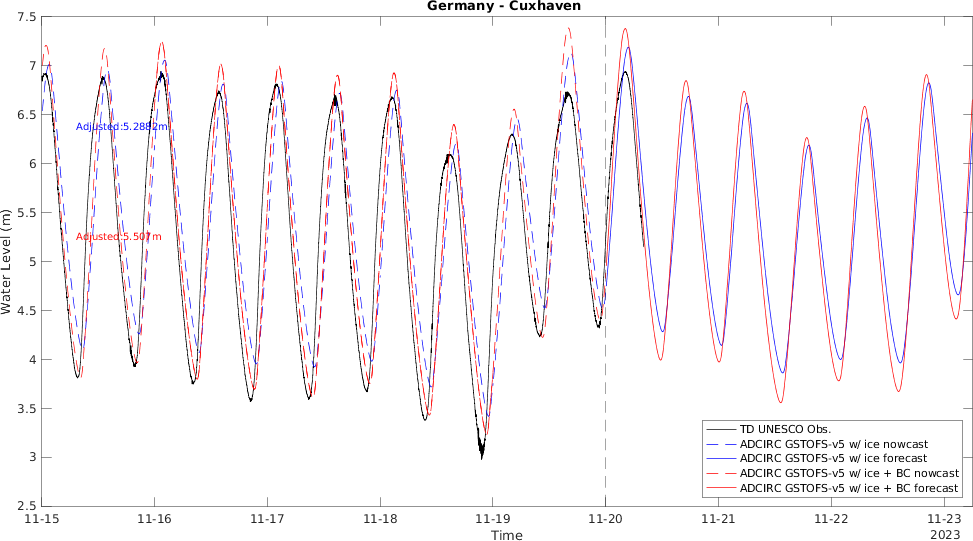 Germany - Cuxhaven
7.5
7
6.5
6
5.5
5
4.5
4
3.5
3
2.5
Water Level (m)
Adjusted:5.2882m
Adjusted:5.507m
TD UNESCO Obs.
ADCIRC GSTOFS-v5 w/ ice nowcast
ADCIRC GSTOFS-v5 w/ ice forecast
ADCIRC GSTOFS-v5 w/ ice + BC nowcast
ADCIRC GSTOFS-v5 w/ ice + BC forecast
11-15 11-16 11-17 11-18 11-19 11-20 11-21 11-22 11-23
Time
2023